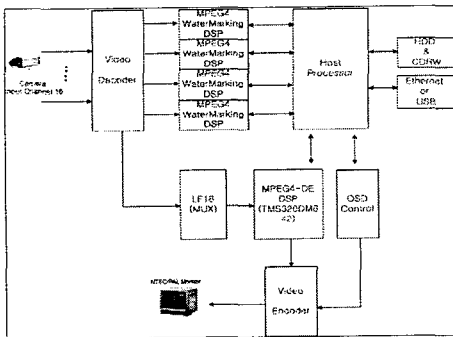 MPEG4
WaterMarking
DSP
MPEG4
WaterMarking
DSP
MPEG4
WaterMarking
DSP
MPEG4
WaterMarking
DSP
Video
Decoder
Host
Processor
HDD
&
CDRW
Ethernet
or
USB
Camera
Input Channel 16
LF18
(MUX)
MPEG4-DE
DSP
(TMS320DM6
42)
OSD
Control
NTSC/PAL Monitor
Video
Encoder